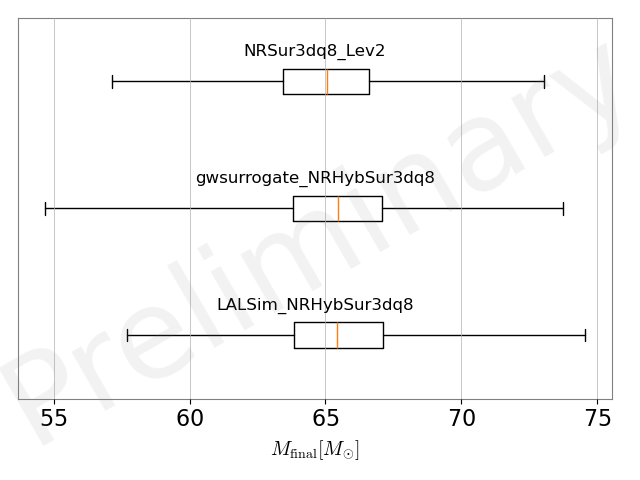 NRSur3dq8_Lev2
gwsurrogate_NRHybSur3dq8
LALSim_NRHybSur3dq8
Preliminary
55 60 65 70 75
M_final[M_⊙]